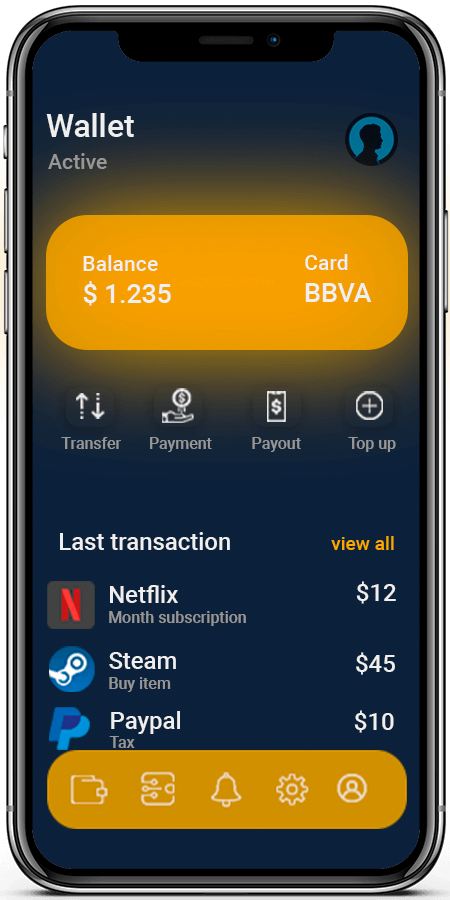 Wallet
Active
Balance
Card
$ 1.235
BBVA
Transfer
Payment
Payout
Top up
Last transaction
view all
Netflix
$12
Month subscription
Steam
$45
Buy item
Paypal
$10
Tax